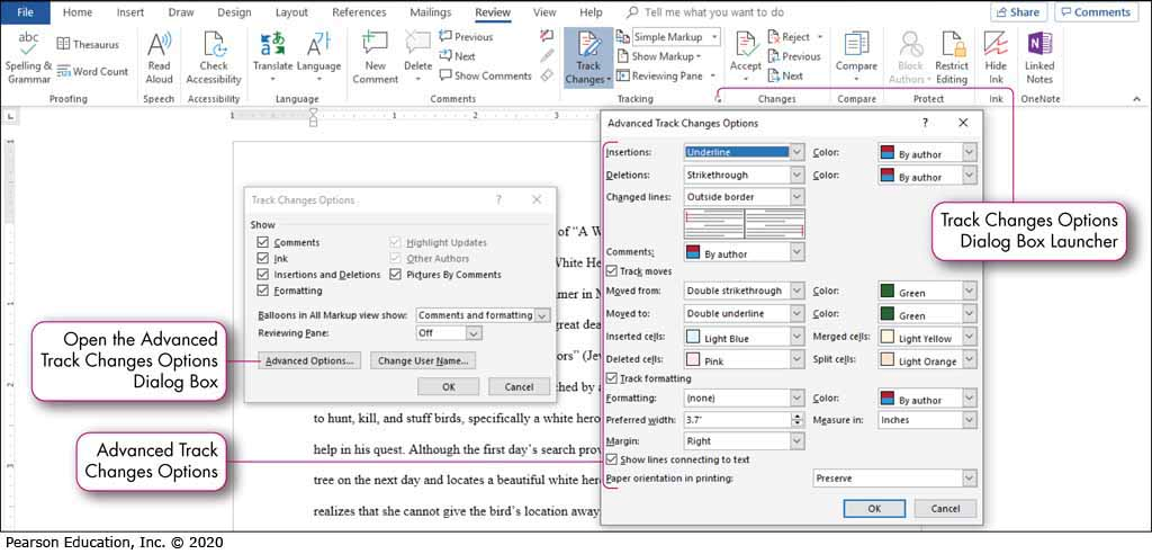 File Home Insert Draw Design Layout References Mailings Review View Help Tell me what you want to do Share Comments
abc Thesaurus Previous Simple Markup Reject
Spelling & Grammar Word Count Read Aloud Check Accessibility Translate Language New Comment Delete Next Show Comments Track Changes Show Markup Reviewing Pane Accept Previous Next Compare Block Authors Restrict Editing Hide Ink Linked Notes
Proofing Speech Accessibility Language Comments Tracking Changes Compare Protect Ink OneNote
1 1 2 3
Track Changes Options ? ×
Show
Comments Highlight Updates
Ink Other Authors
Insertions and Deletions Pictures By Comments
Formatting
Balloons in All Markup view show: Comments and formatting
Reviewing Pane: Off
Advanced Options... Change User Name...
OK Cancel
Advanced Track Changes Options ? ×
Insertions: Underline Color: By author
Deletions: Strikethrough Color: By author
Changed lines: Outside border
Comments: By author
Track moves
Moved from: Double strikethrough Color: Green
Moved to: Double underline Color: Green
Inserted cells: Light Blue Merged cells: Light Yellow
Deleted cells: Pink Split cells: Light Orange
Track formatting
Formatting: (none) Color: By author
Preferred width: 3.7" Measure in: Inches
Margin: Right
Show lines connecting to text
Paper orientation in printing: Preserve
OK Cancel
Track Changes Options
Dialog Box Launcher
Open the Advanced
Track Changes Options
Dialog Box
Advanced Track
Changes Options
of "A W
White He
mer in M
great dea
ors" (Jew
ched by a
to hunt, kill, and stuff birds, specifically a white hero
help in his quest. Although the first day's search prov
tree on the next day and locates a beautiful white her
realizes that she cannot give the bird's location away
Pearson Education, Inc. © 2020